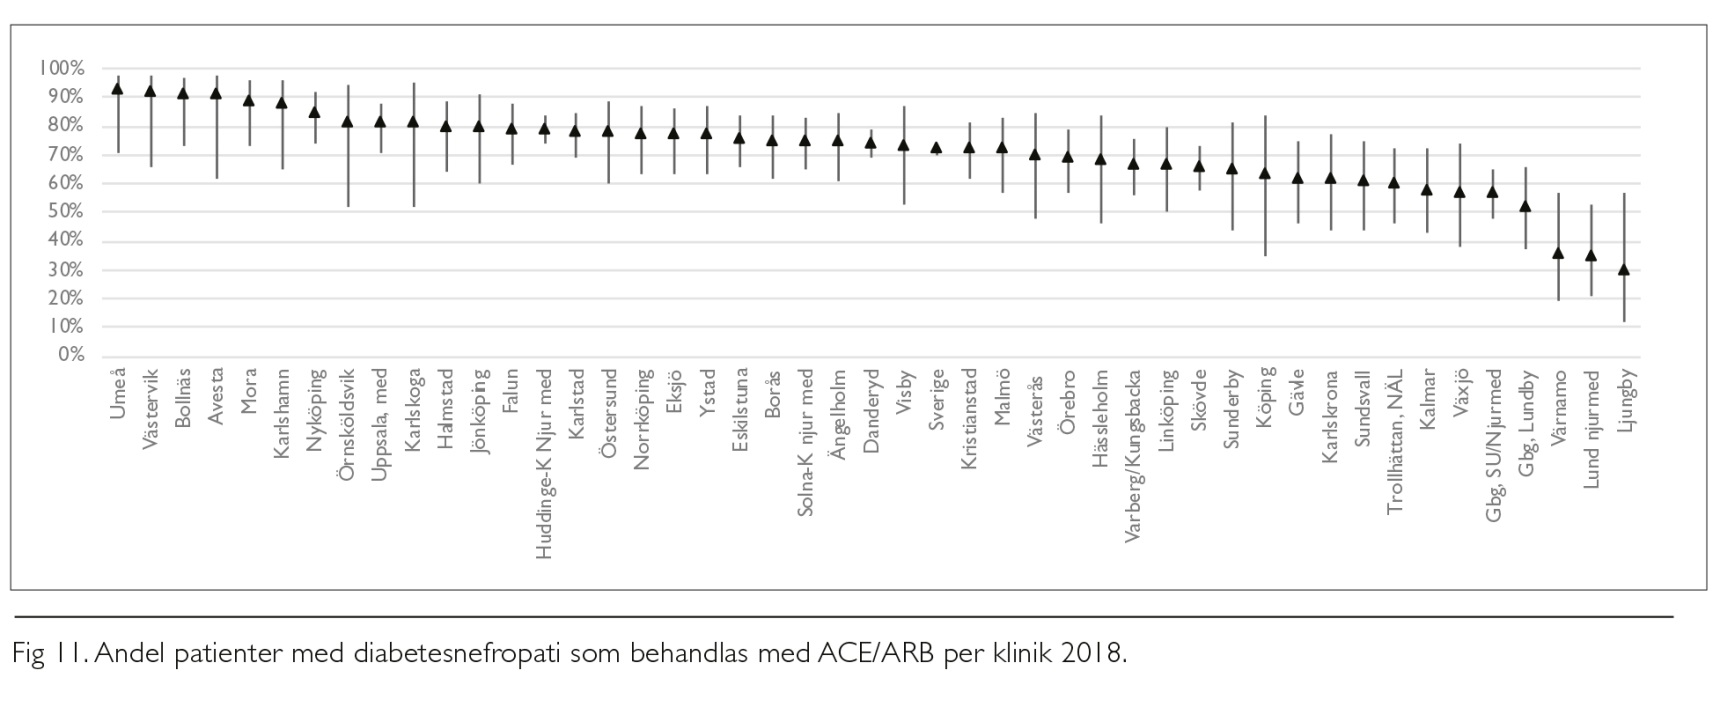 100%
90%
80%
70%
60%
50%
40%
30%
20%
10%
0%
Umeå
Västervik
Bollnäs
Avesta
Mora
Karlshamn
Nyköping
Örnsköldsvik
Uppsala, med
Karlskoga
Halmstad
Jönköping
Falun
Huddinge-K Njur med
Karlstad
Östersund
Norrköping
Eksjö
Ystad
Eskilstuna
Borås
Solna-K njur med
Ängelholm
Danderyd
Visby
Sverige
Kristianstad
Malmö
Västerås
Örebro
Hässleholm
Varberg/Kungsbacka
Linköping
Skövde
Sunderby
Köping
Gävle
Karlskrona
Sundsvall
Trollhättan, NÄL
Kalmar
Växjö
Gbg, SU/Njurmed
Gbg, Lundby
Värnamo
Lund njurmed
Ljungby
Fig 11. Andel patienter med diabetesnefropati som behandlas med ACE/ARB per klinik 2018.